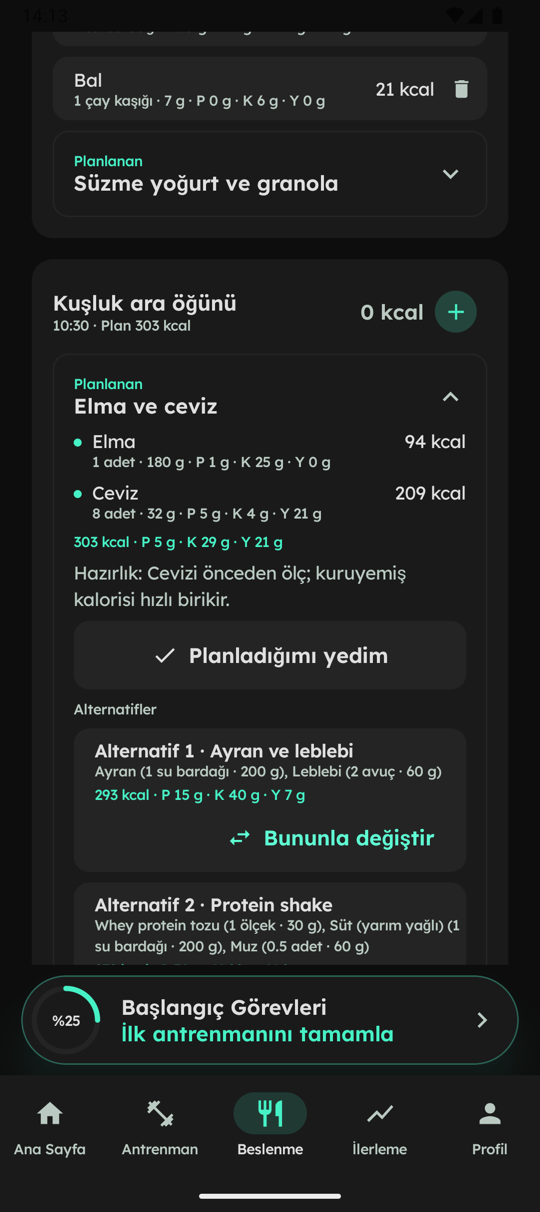 14:13
Bal
21 kcal
1 çay kaşığı · 7 g · P 0 g · K 6 g · Y 0 g
Planlanan
Süzme yoğurt ve granola
Kuşluk ara öğünü
0 kcal
10:30 · Plan 303 kcal
Planlanan
Elma ve ceviz
Elma
94 kcal
1 adet · 180 g · P 1 g · K 25 g · Y 0 g
Ceviz
209 kcal
8 adet · 32 g · P 5 g · K 4 g · Y 21 g
303 kcal · P 5 g · K 29 g · Y 21 g
Hazırlık: Cevizi önceden ölç; kuruyemiş
kalorisi hızlı birikir.
Planladığımı yedim
Alternatifler
Alternatif 1 · Ayran ve leblebi
Ayran (1 su bardağı · 200 g), Leblebi (2 avuç · 60 g)
293 kcal · P 15 g · K 40 g · Y 7 g
Bununla değiştir
Alternatif 2 · Protein shake
Whey protein tozu (1 ölçek · 30 g), Süt (yarım yağlı) (1
su bardağı · 200 g), Muz (0.5 adet · 60 g)
%25
Başlangıç Görevleri
İlk antrenmanını tamamla
Ana Sayfa
Antrenman
Beslenme
İlerleme
Profil